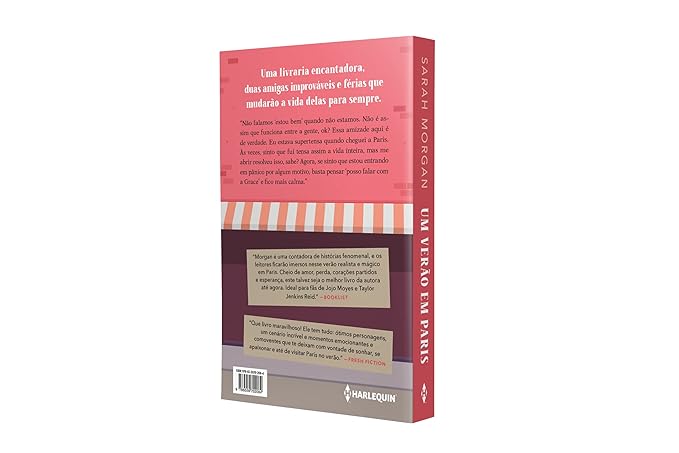 Uma livraria encantadora,
duas amigas improváveis e férias que
mudarão a vida delas para sempre.
"Não falamos 'estou bem' quando não estamos. Não é as-
sim que funciona entre a gente, ok? Essa amizade aqui é
de verdade. Eu estava supertensa quando cheguei a Paris.
Às vezes, sinto que fui tensa assim a vida inteira, mas me
abrir resolveu isso, sabe? Agora, se sinto que estou entrando
em pânico por algum motivo, basta pensar 'posso falar com
a Grace' e fico mais calma."
"Morgan é uma contadora de histórias fenomenal, e os
leitores ficarão imersos nesse verão realista e mágico
em Paris. Cheio de amor, perda, corações partidos
e esperança, este talvez seja o melhor livro da autora
até agora. Ideal para fãs de Jojo Moyes e Taylor
Jenkins Reid." —BOOKLIST
"Que livro maravilhoso! Ele tem tudo: ótimos personagens,
um cenário incrível e momentos emocionantes e
comoventes que te deixam com vontade de sonhar, se
apaixonar e até de visitar Paris no verão." —FRESH FICTION
HARLEQUIN
SARAH MORGAN
UM VERÃO EM PARIS
H